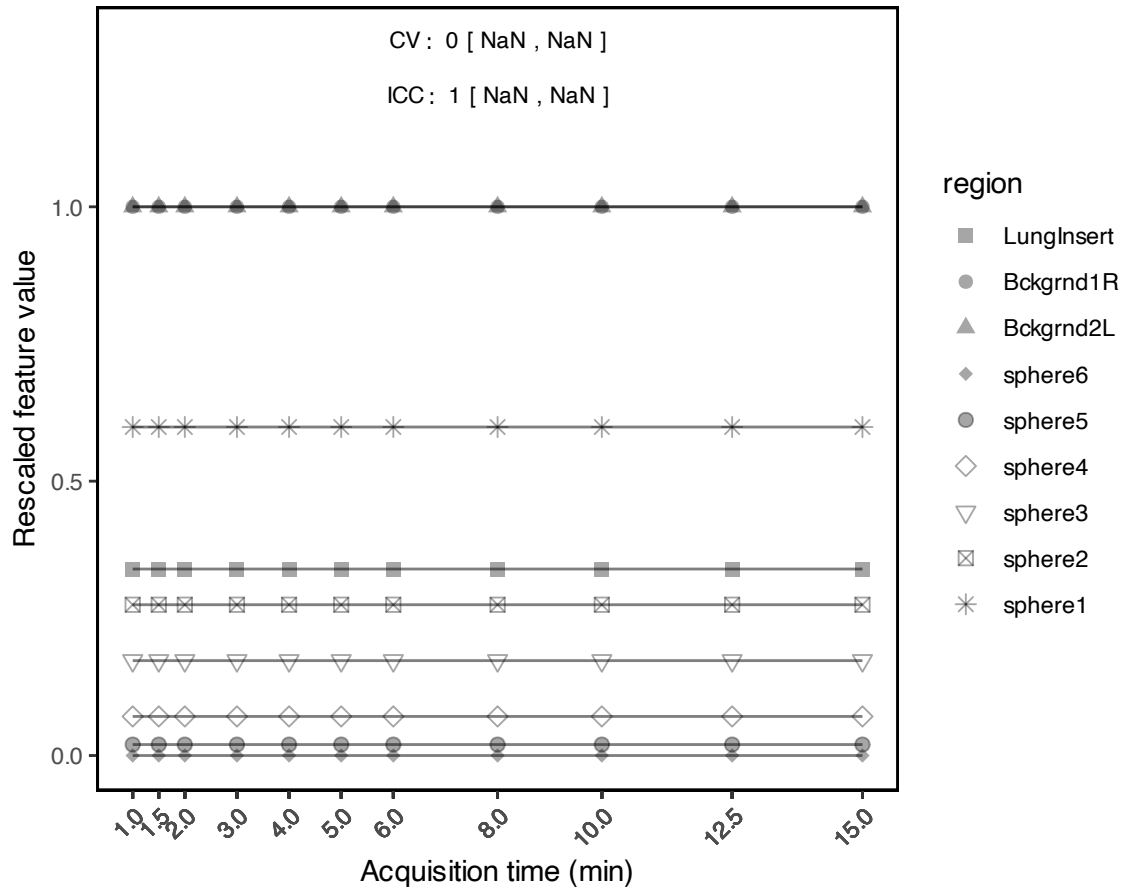 CV : 0 [ NaN , NaN ]
ICC : 1 [ NaN , NaN ]
Rescaled feature value
1.0
0.5
0.0
1.0
1.5
2.0
3.0
4.0
5.0
6.0
8.0
10.0
12.5
15.0
Acquisition time (min)
region
LungInsert
Bckgrnd1R
Bckgrnd2L
sphere6
sphere5
sphere4
sphere3
sphere2
sphere1